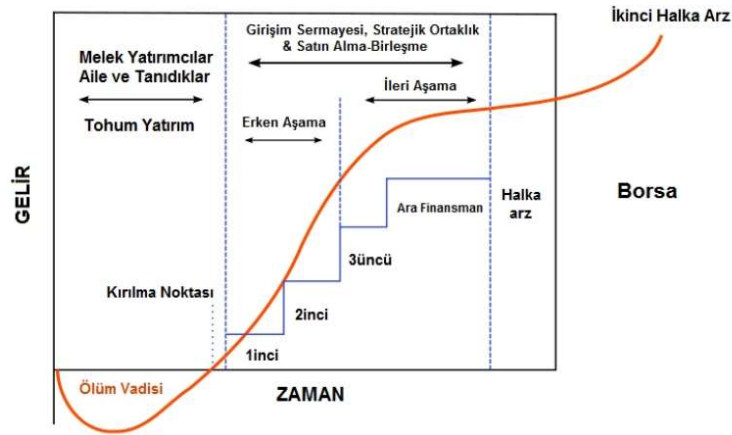 İkinci Halka Arz
Girişim Sermayesi, Stratejik Ortaklık
& Satın Alma-Birleşme
Melek Yatırımcılar
Aile ve Tanıdıklar
İleri Aşama
Erken Aşama
Tohum Yatırım
GELİR
Ara Finansman
Halka
arz
Borsa
3üncü
Kırılma Noktası
2inci
1inci
Ölüm Vadisi
ZAMAN